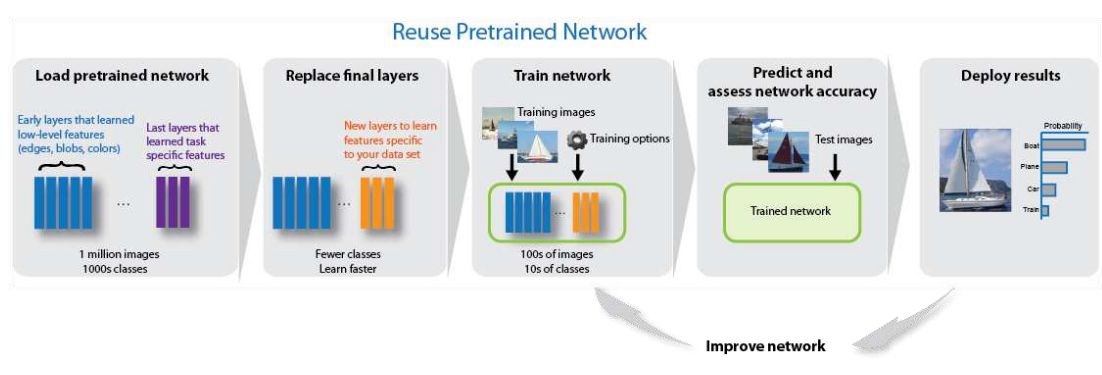 Reuse Pretrained Network
Load pretrained network
Early layers that learned
low-level features
(edges, blobs, colors)
Last layers that
learned task
specific features
...
1 million images
1000s classes
Replace final layers
New layers to learn
features specific
to your data set
...
Fewer classes
Learn faster
Train network
Training images
Training options
...
100s of images
10s of classes
Predict and
assess network accuracy
Test images
Trained network
Deploy results
Probability
Boat
Plane
Car
Train
Improve network